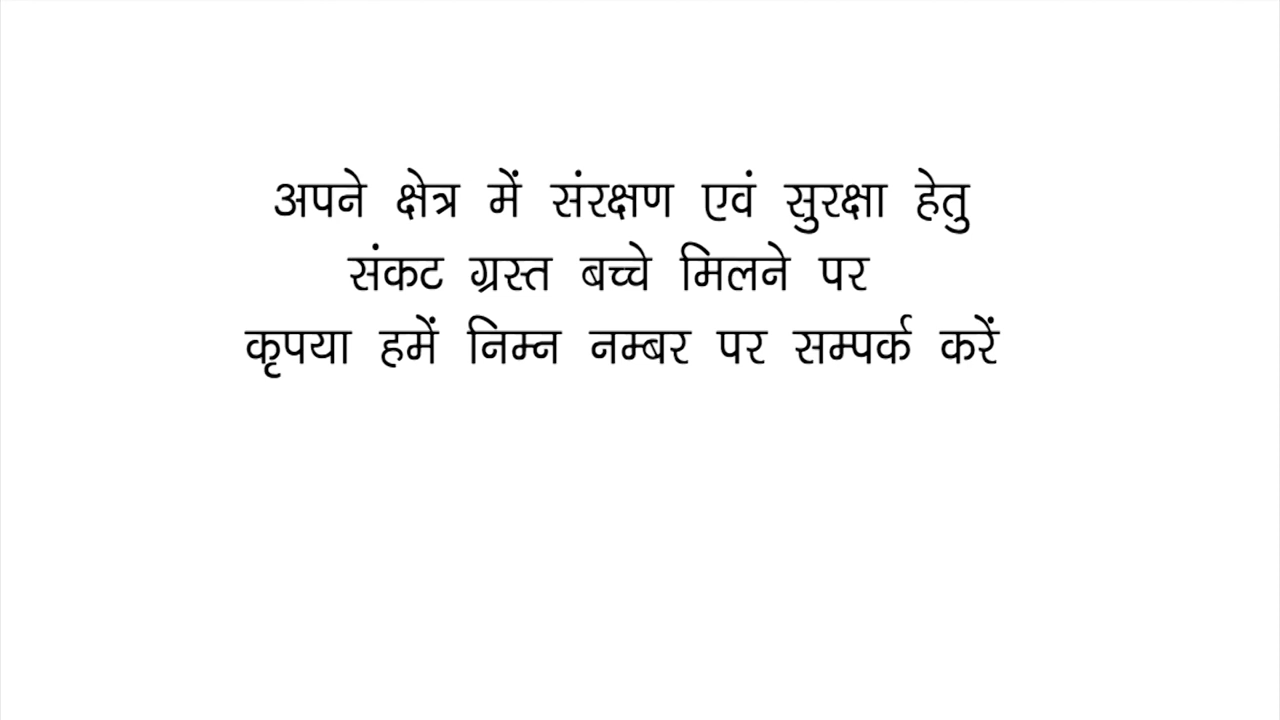 अपने क्षेत्र में संरक्षण एवं सुरक्षा हेतु
संकट ग्रस्त बच्चे मिलने पर
कृपया हमें निम्न नम्बर पर सम्पर्क करें